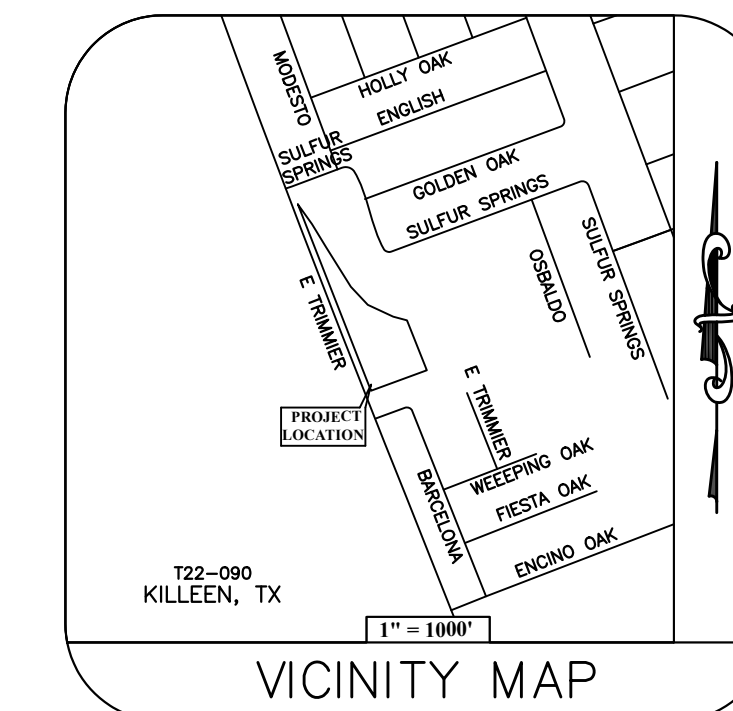 MODESTO
HOLLY OAK
ENGLISH
SULFUR
SPRINGS
GOLDEN OAK
SULFUR SPRINGS
OSBALDO
SULFUR SPRINGS
E TRIMMIER
PROJECT
LOCATION
E TRIMMIER
BARCELONA
WEEEPING OAK
FIESTA OAK
ENCINO OAK
T22-090
KILLEEN, TX
1" = 1000'
VICINITY MAP